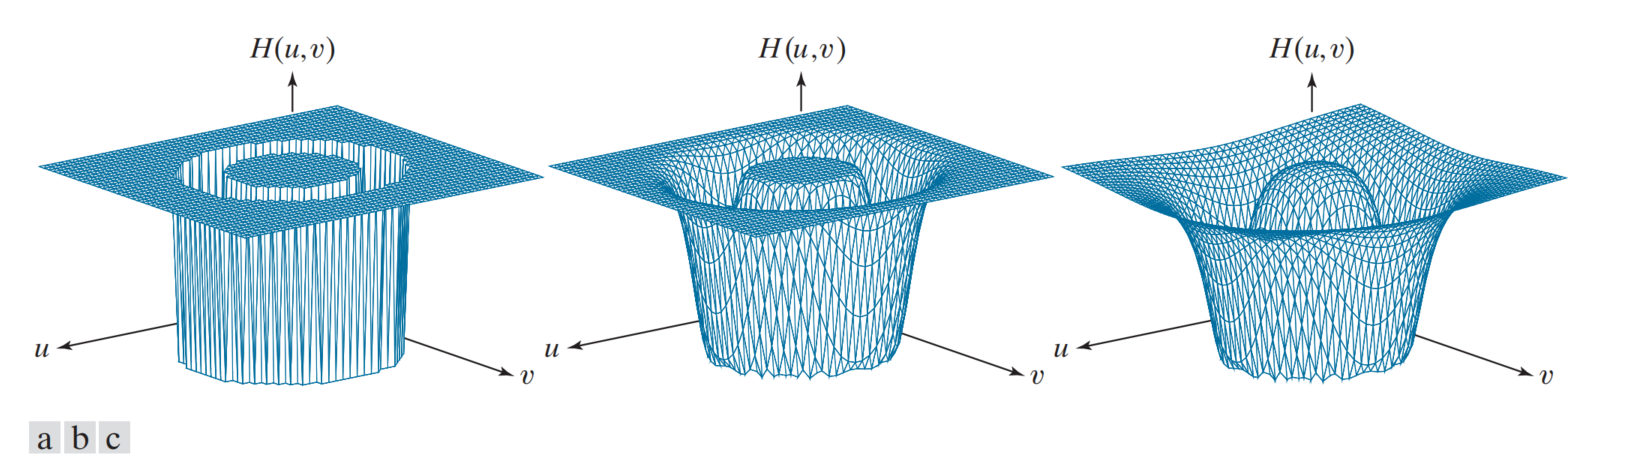 H(u,v) H(u,v) H(u,v)
u v u v u v
a b c